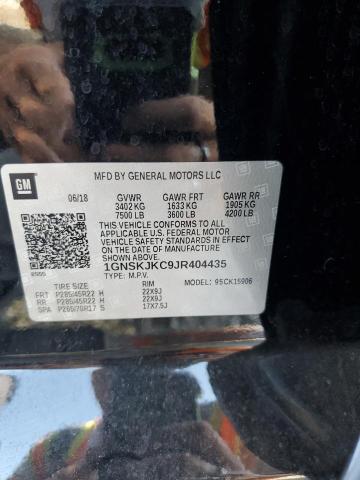 GM
MFD BY GENERAL MOTORS LLC
06/18 GVWR GAWR FRT GAWR RR
3402 KG 1633 KG 1905 KG
7500 LB 3600 LB 4200 LB
THIS VEHICLE CONFORMS TO ALL
APPLICABLE U.S. FEDERAL MOTOR
VEHICLE SAFETY STANDARDS IN EFFECT ON
THE DATE OF MANUFACTURE SHOWN ABOVE.
1GNSKJKC9JR404435
TYPE: M.P.V. MODEL: 95CK15906
TIRE SIZE RIM
FRT P285/45R22 H 22X9J
RR P285/45R22 H 22X9J
SPA P265/70R17 S 17X7.5J